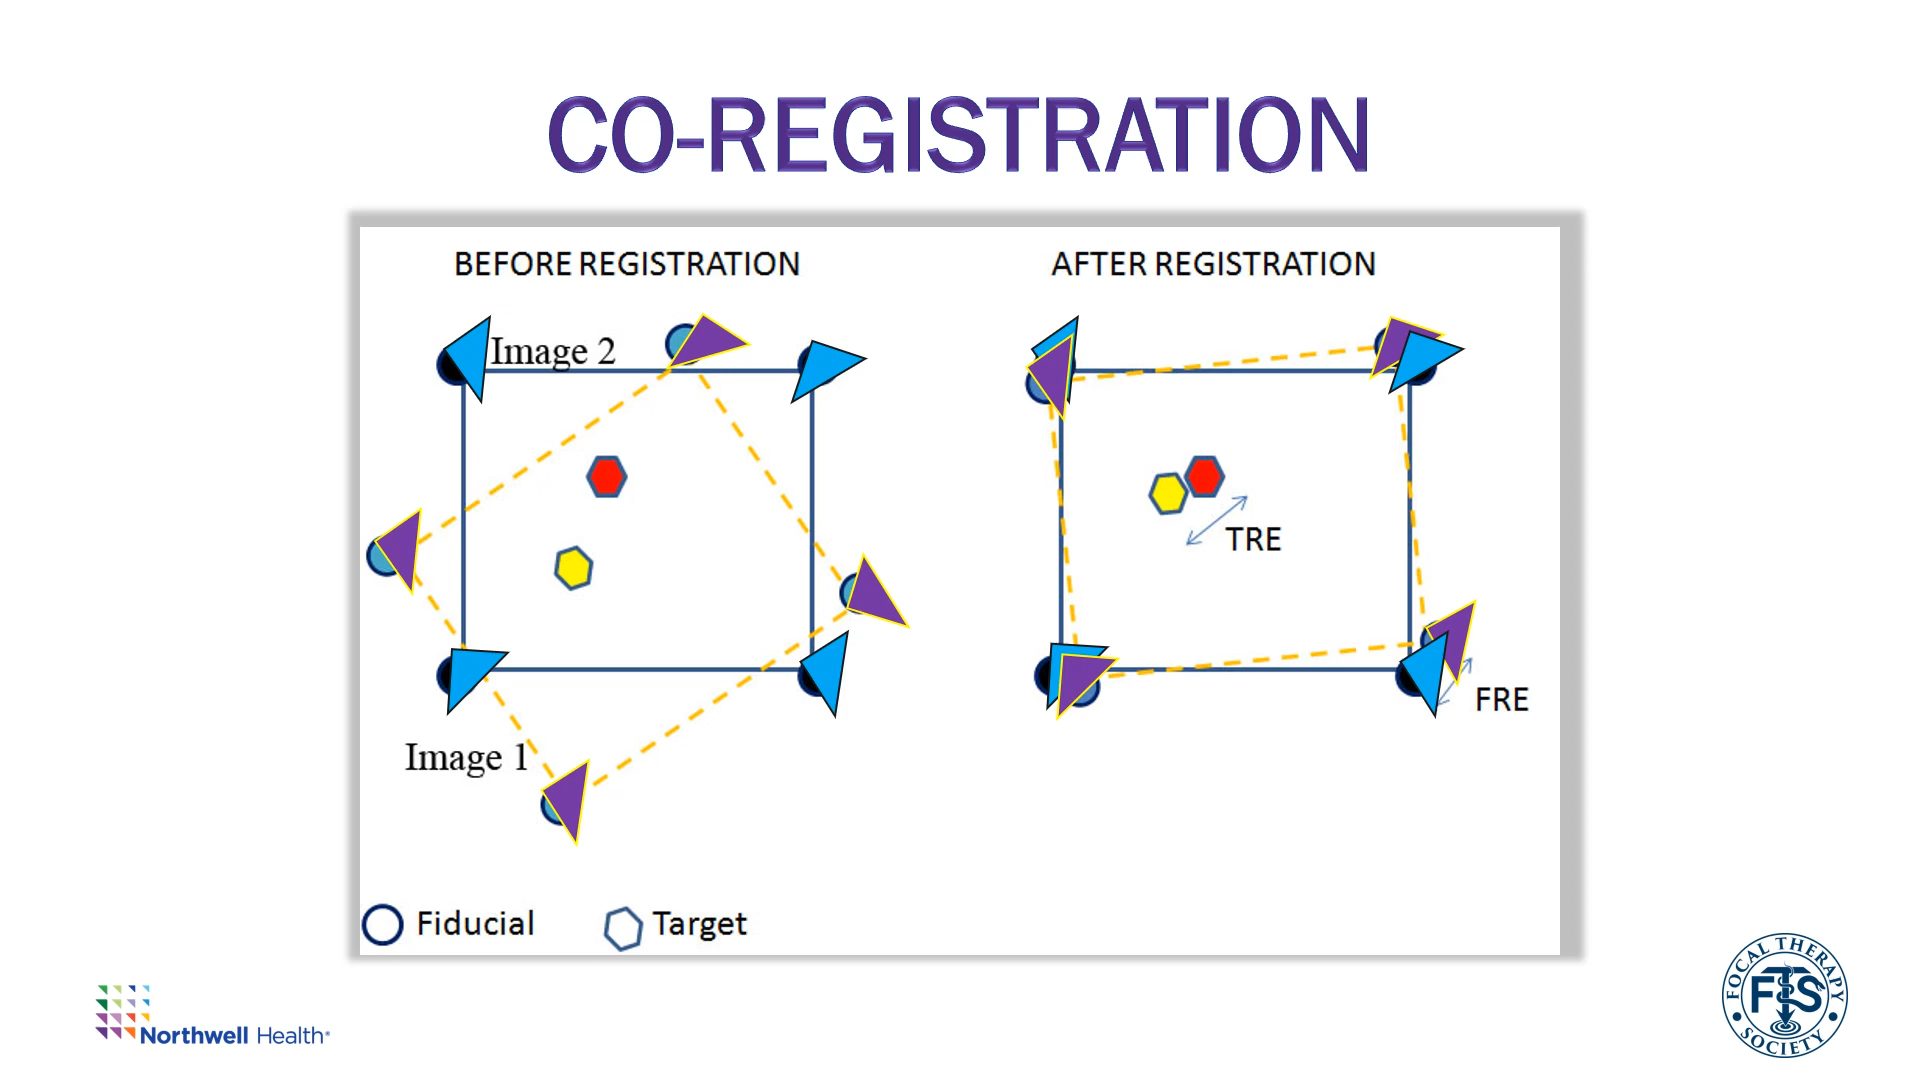 CO-REGISTRATION
BEFORE REGISTRATION
AFTER REGISTRATION
Image 2
TRE
FRE
Image 1
Fiducial
Target
Northwell Health®
FOCAL THERAPY
FTS
SOCIETY